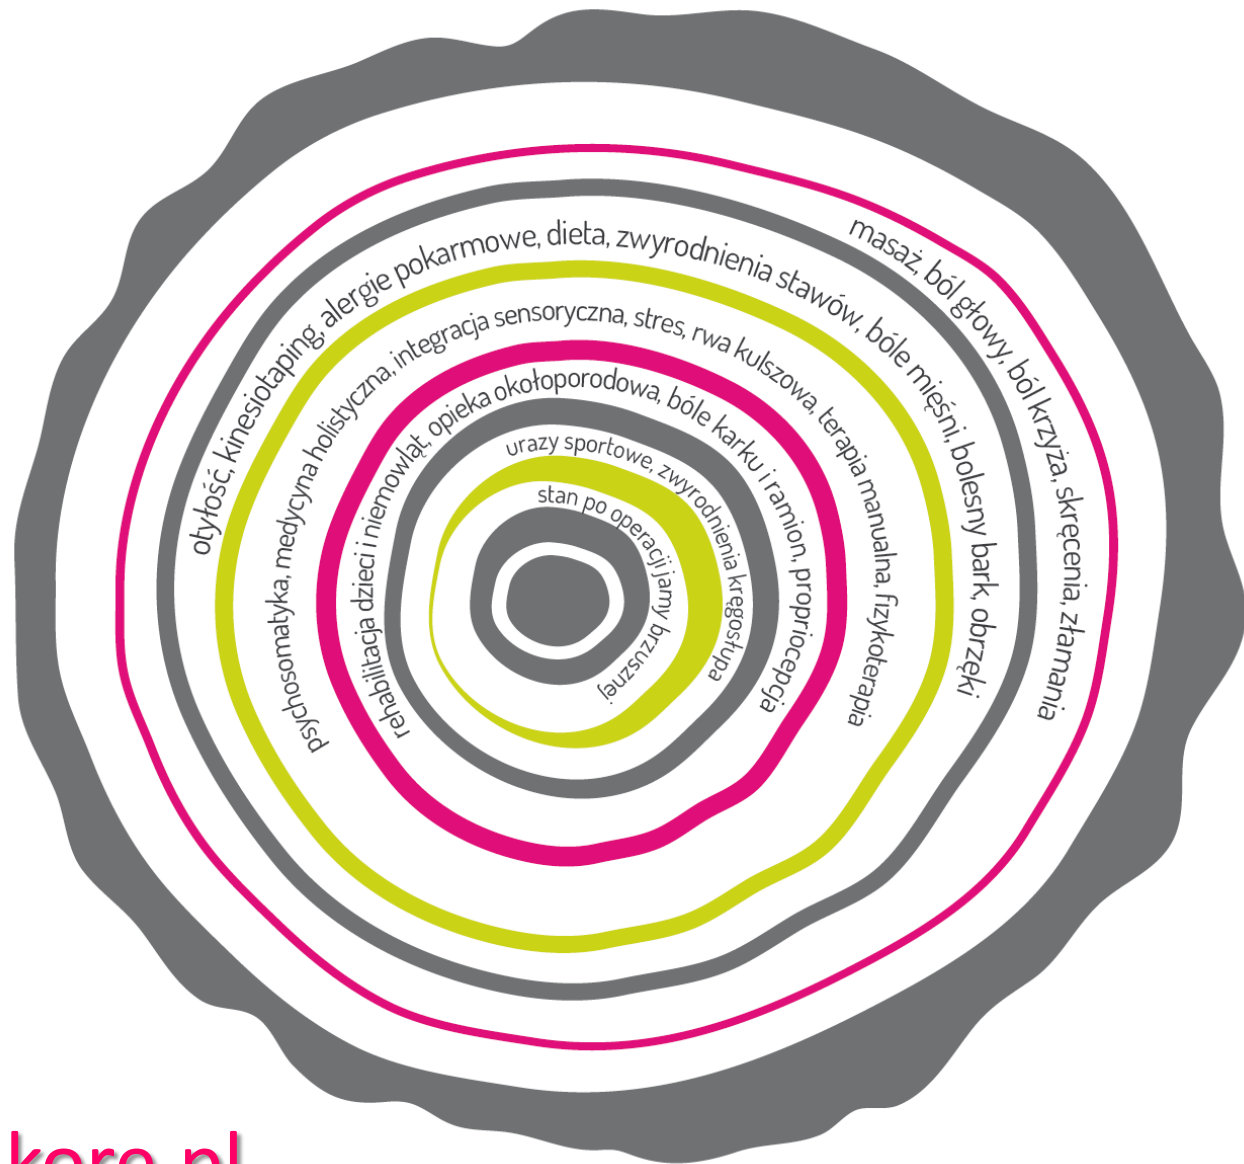 masaż, ból głowy, ból krzyża, skręcenia, złamania
otyłość, kinesiotaping, alergie pokarmowe, dieta, zwyrodnienia stawów, bóle mięśni, bolesny bark, obrzęki
psychosomatyka, medycyna holistyczna, integracja sensoryczna, stres, rwa kulszowa, terapia manualna, fizykoterapia
rehabilitacja dzieci i niemowląt, opieka okołoporodowa, bóle karku i ramion, propriocepcja
urazy sportowe, zwyrodnienia kręgosłupa
stan po operacji jamy brzusznej
kore.pl